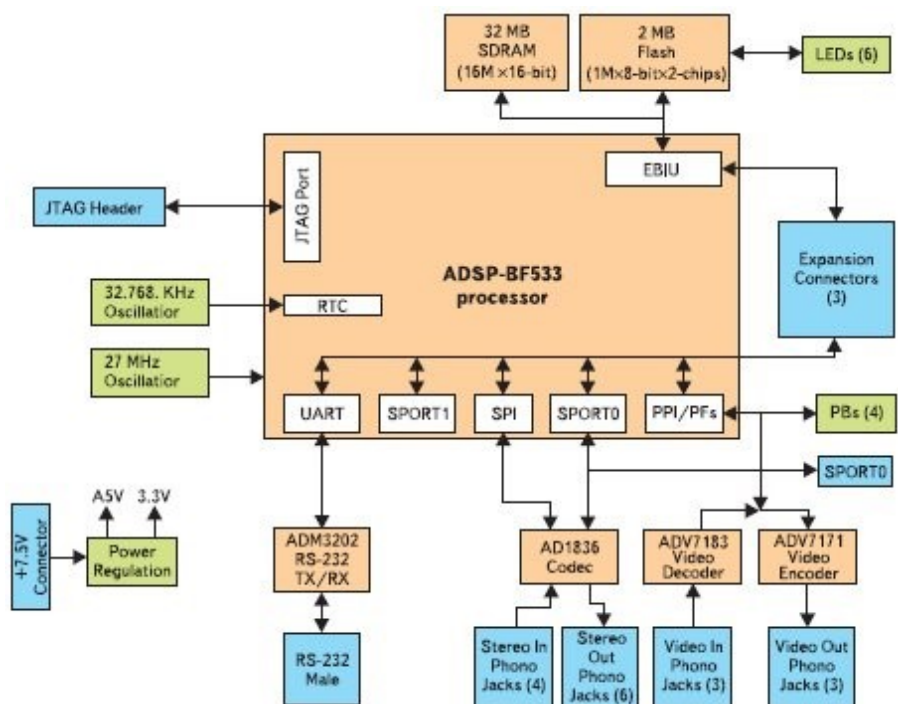 32 MB
SDRAM
(16M ×16-bit)
2 MB
Flash
(1M×8-bit×2-chips)
LEDs (6)
EBIU
JTAG Header
JTAG Port
Expansion
Connectors
(3)
ADSP-BF533
processor
32.768. KHz
Oscillatior
RTC
27 MHz
Oscillatior
UART
SPORT1
SPI
SPORT0
PPI/PFs
PBs (4)
SPORT0
A5V
3.3V
+7.5V
Connector
Power
Regulation
ADM3202
RS-232
TX/RX
AD1836
Codec
ADV7183
Video
Decoder
ADV7171
Video
Encoder
RS-232
Male
Stereo In
Phono
Jacks (4)
Stereo
Out
Phono
Jacks (6)
Video In
Phono
Jacks (3)
Video Out
Phono
Jacks (3)